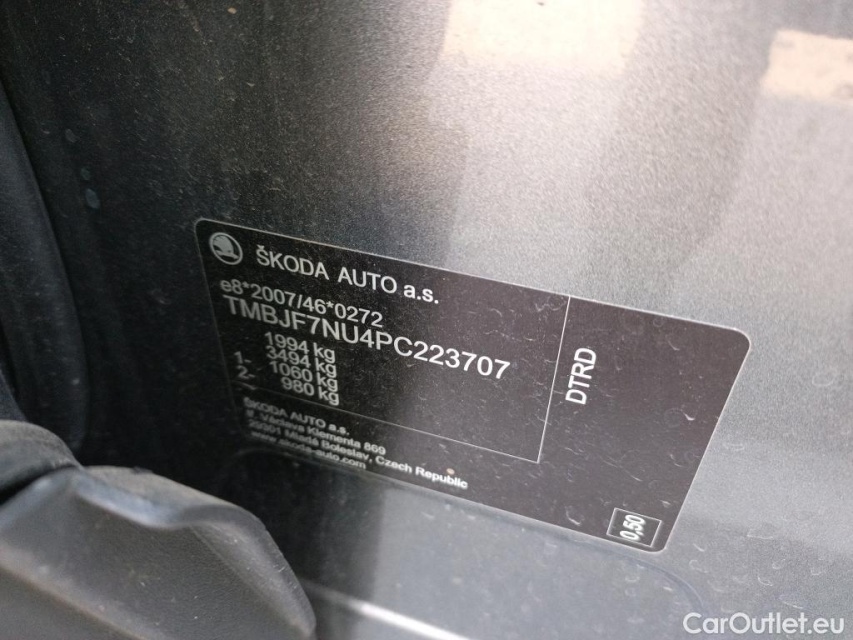 ŠKODA AUTO a.s.
e8*2007/46*0272
TMBJF7NU4PC223707
1994 kg
3494 kg
1- 1060 kg
2- 980 kg
DTRD
ŠKODA AUTO a.s.
tř. Václava Klementa 869
29301 Mladá Boleslav, Czech Republic
www.skoda-auto.com
0,50
CarOutlet.eu